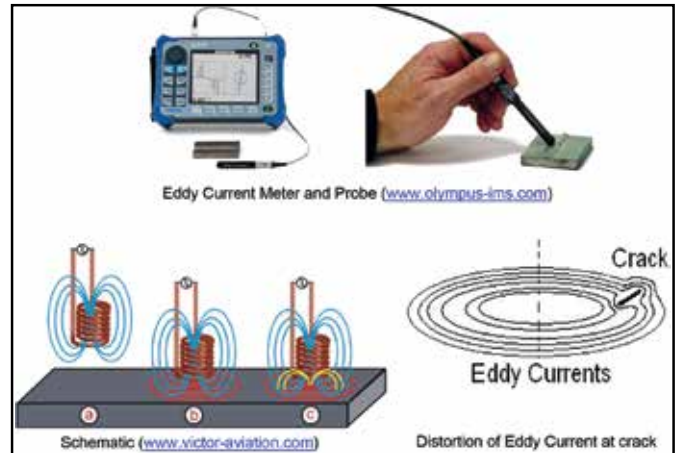 Eddy Current Meter and Probe (www.olympus-ims.com)
Crack
Eddy Currents
a
b
c
Schematic (www.victor-aviation.com)
Distortion of Eddy Current at crack